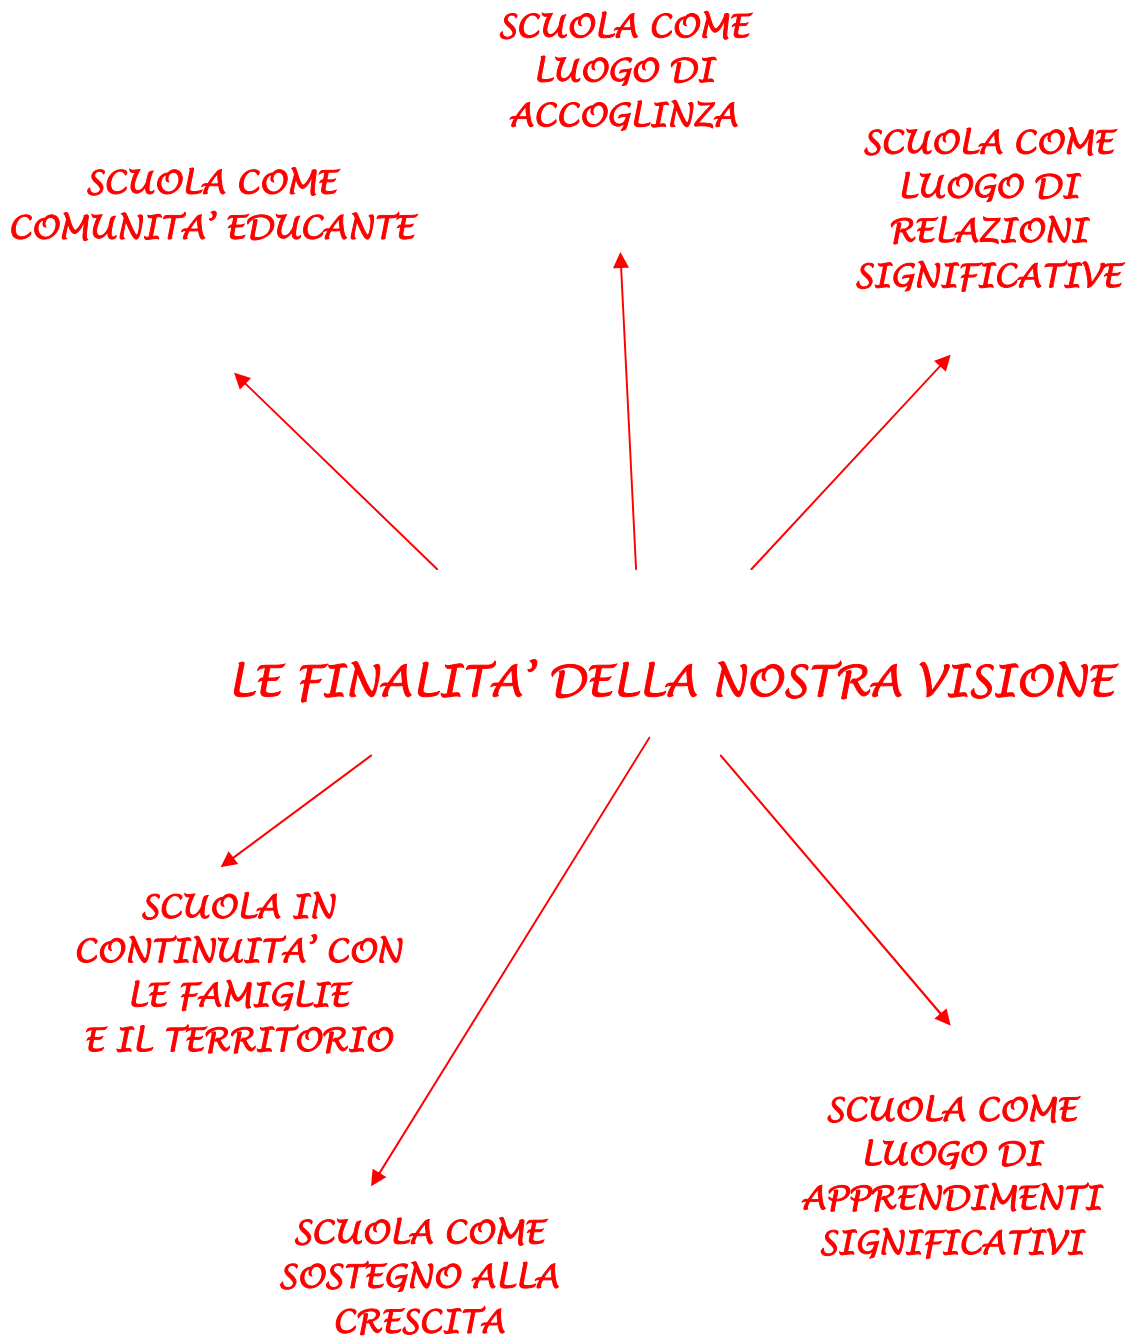 SCUOLA COME
LUOGO DI
ACCOGLINZA
SCUOLA COME
LUOGO DI
RELAZIONI
SIGNIFICATIVE
SCUOLA COME
COMUNITA’ EDUCANTE
LE FINALITA’ DELLA NOSTRA VISIONE
SCUOLA IN
CONTINUITA’ CON
LE FAMIGLIE
E IL TERRITORIO
SCUOLA COME
LUOGO DI
APPRENDIMENTI
SIGNIFICATIVI
SCUOLA COME
SOSTEGNO ALLA
CRESCITA